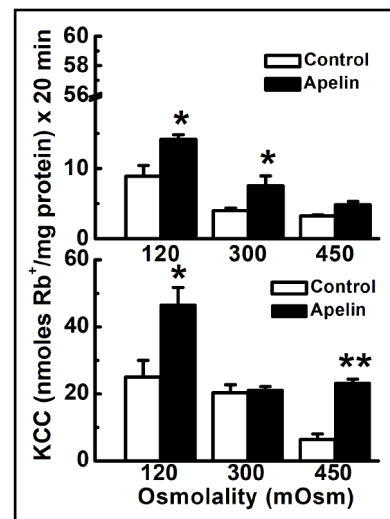 KCC (nmoles Rb⁺/mg protein) x 20 min
60
58
56
10
0
Control
Apelin
*
*
120 300 450
60
40
20
0
Control
Apelin
*
**
120 300 450
Osmolality (mOsm)